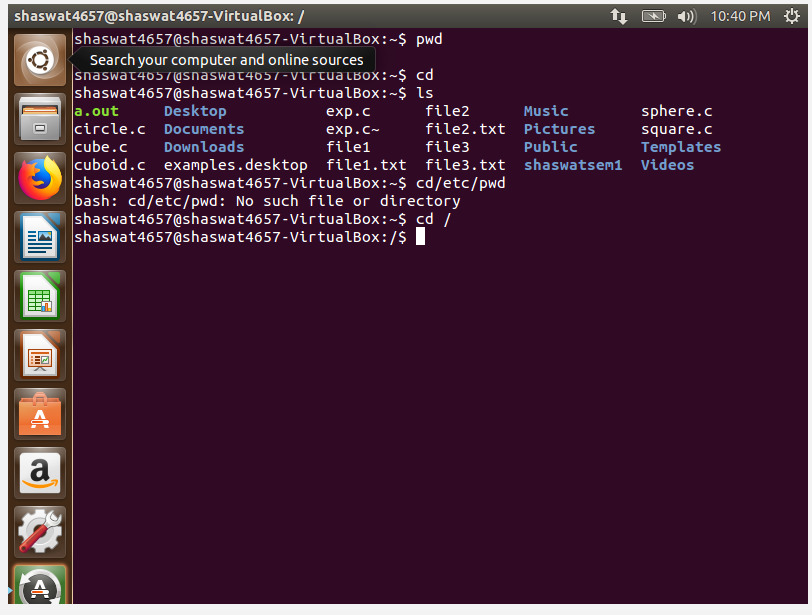 shaswat4657@shaswat4657-VirtualBox: /
10:40 PM
shaswat4657@shaswat4657-VirtualBox:~$ pwd
Search your computer and online sources
shaswat4657@shaswat4657-VirtualBox:~$ cd
shaswat4657@shaswat4657-VirtualBox:~$ ls
a.out Desktop exp.c file2 Music sphere.c
circle.c Documents exp.c~ file2.txt Pictures square.c
cube.c Downloads file1 file3 Public Templates
cuboid.c examples.desktop file1.txt file3.txt shaswatsem1 Videos
shaswat4657@shaswat4657-VirtualBox:~$ cd/etc/pwd
bash: cd/etc/pwd: No such file or directory
shaswat4657@shaswat4657-VirtualBox:~$ cd /
shaswat4657@shaswat4657-VirtualBox:/$